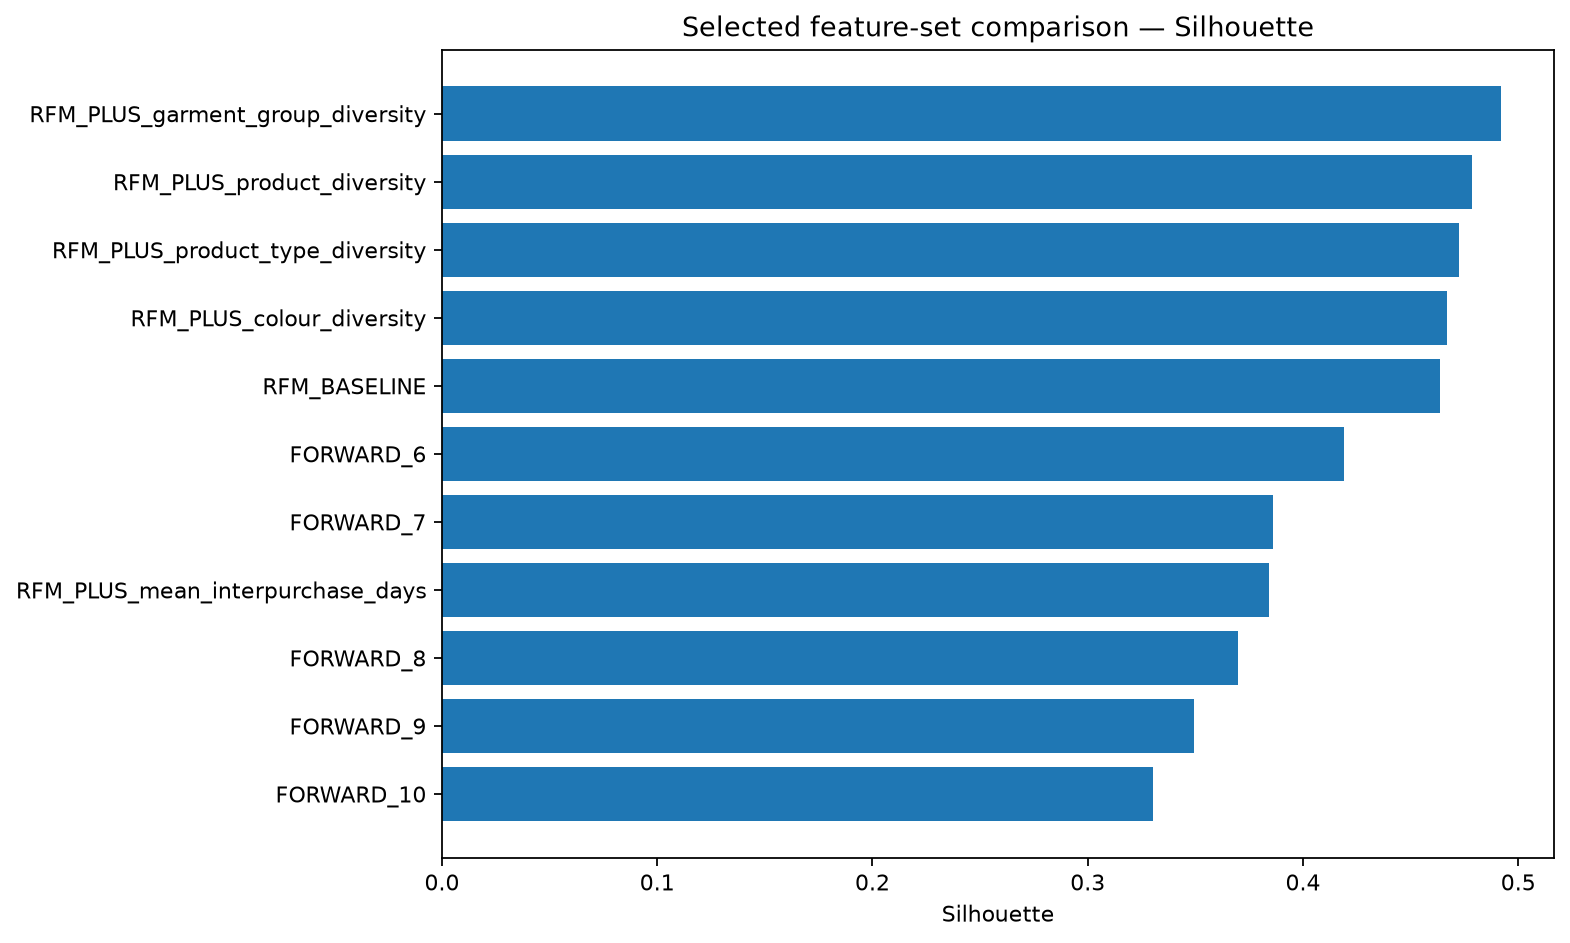 Selected feature-set comparison — Silhouette
RFM_PLUS_garment_group_diversity
RFM_PLUS_product_diversity
RFM_PLUS_product_type_diversity
RFM_PLUS_colour_diversity
RFM_BASELINE
FORWARD_6
FORWARD_7
RFM_PLUS_mean_interpurchase_days
FORWARD_8
FORWARD_9
FORWARD_10
0.0 0.1 0.2 0.3 0.4 0.5
Silhouette